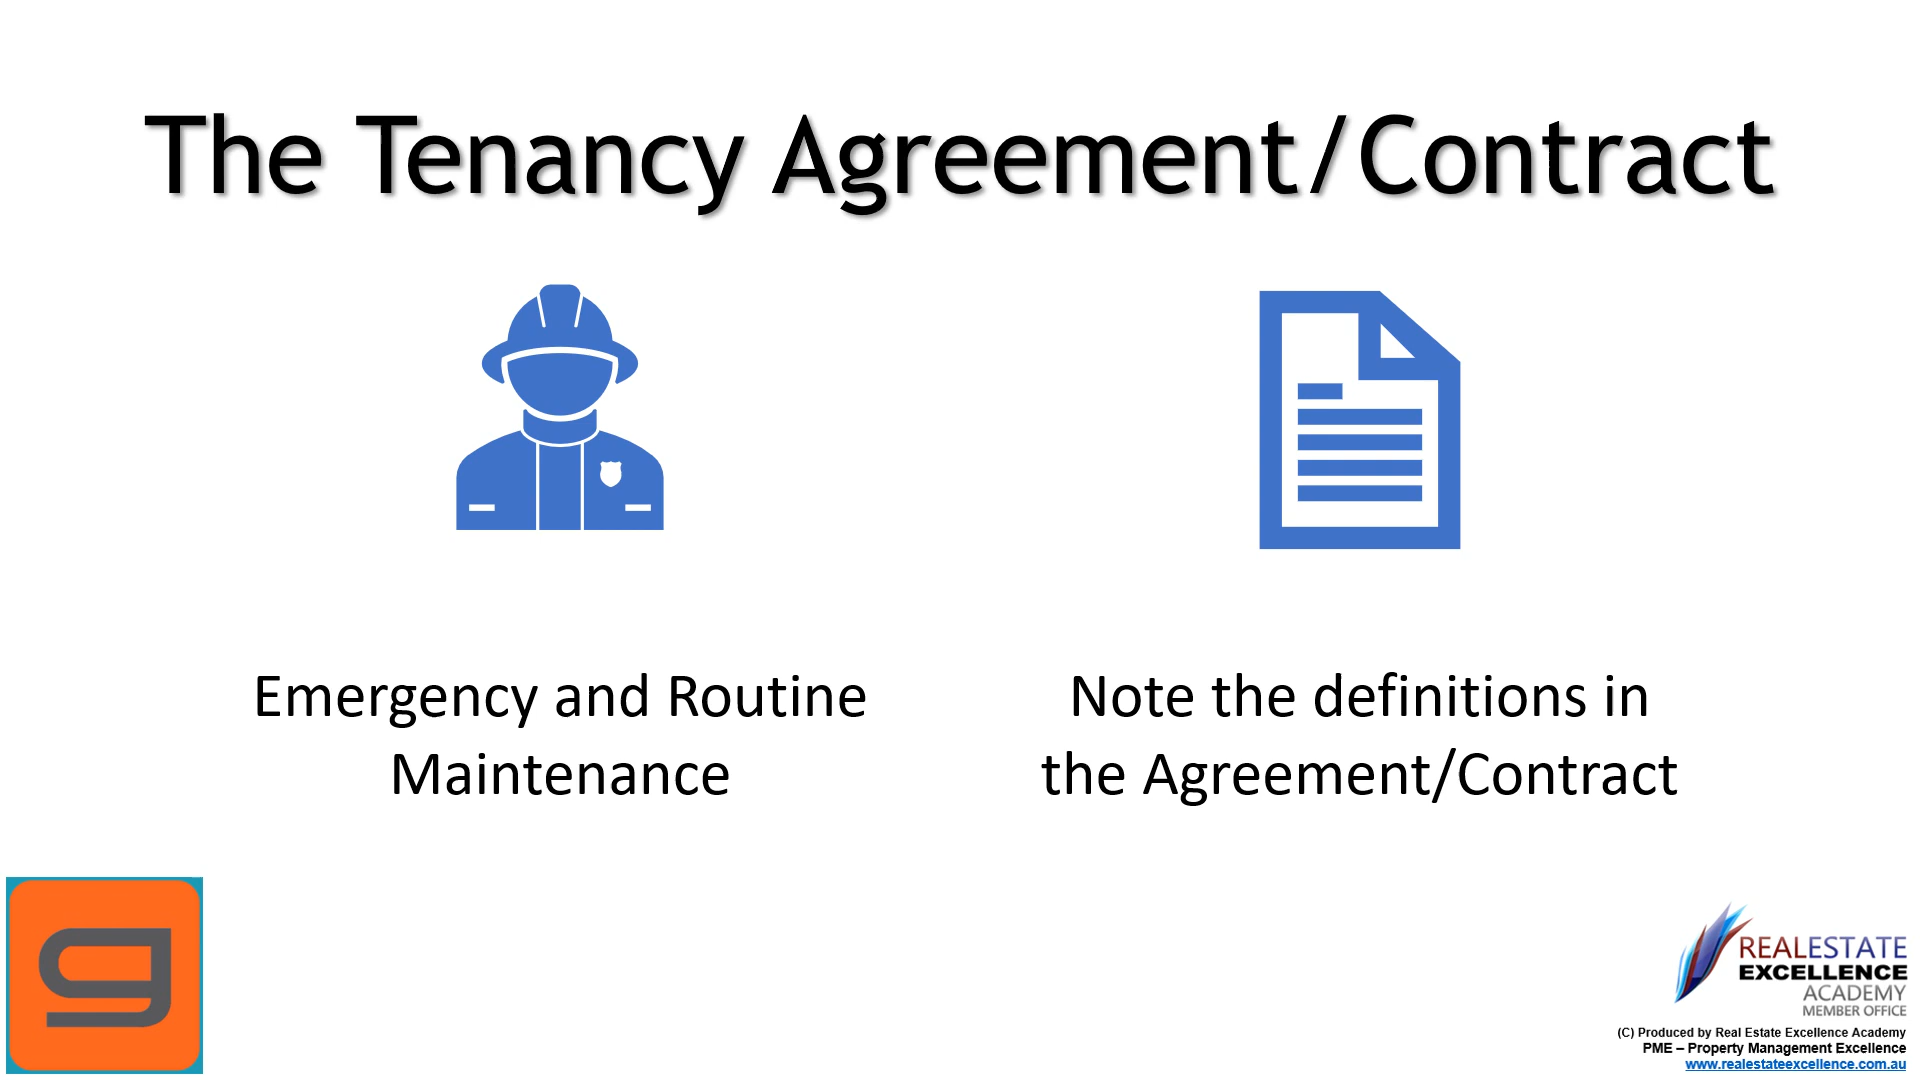 The Tenancy Agreement/Contract
Emergency and Routine
Maintenance
Note the definitions in
the Agreement/Contract
g
REALESTATE
EXCELLENCE
ACADEMY
MEMBER OFFICE
(C) Produced by Real Estate Excellence Academy
PME – Property Management Excellence
www.realestateexcellence.com.au